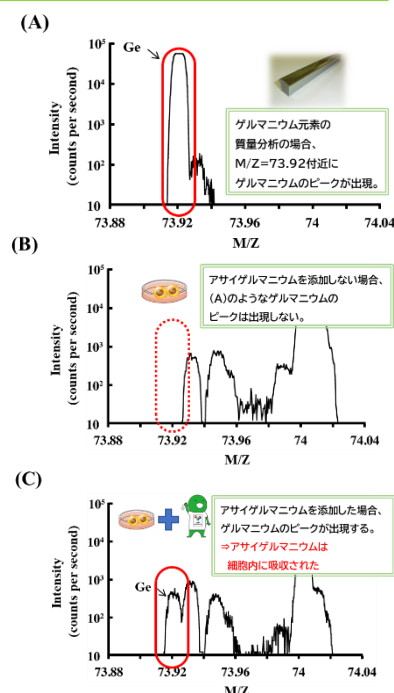 (A)
Ge
10⁵
10⁴
10³
10²
10
Intensity
(counts per second)
73.88
73.92
73.96
74
74.04
M/Z
ゲルマニウム元素の
質量分析の場合、
M/Z=73.92付近に
ゲルマニウムのピークが出現。
(B)
10⁵
10⁴
10³
10²
10
Intensity
(counts per second)
73.88
73.92
73.96
74
74.04
M/Z
アサイゲルマニウムを添加しない場合、
(A)のようなゲルマニウムの
ピークは出現しない。
(C)
Ge
10⁵
10⁴
10³
10²
10
Intensity
(counts per second)
73.88
73.92
73.96
74
74.04
M/Z
アサイゲルマニウムを添加した場合、
ゲルマニウムのピークが出現する。
⇒アサイゲルマニウムは
細胞内に吸収された